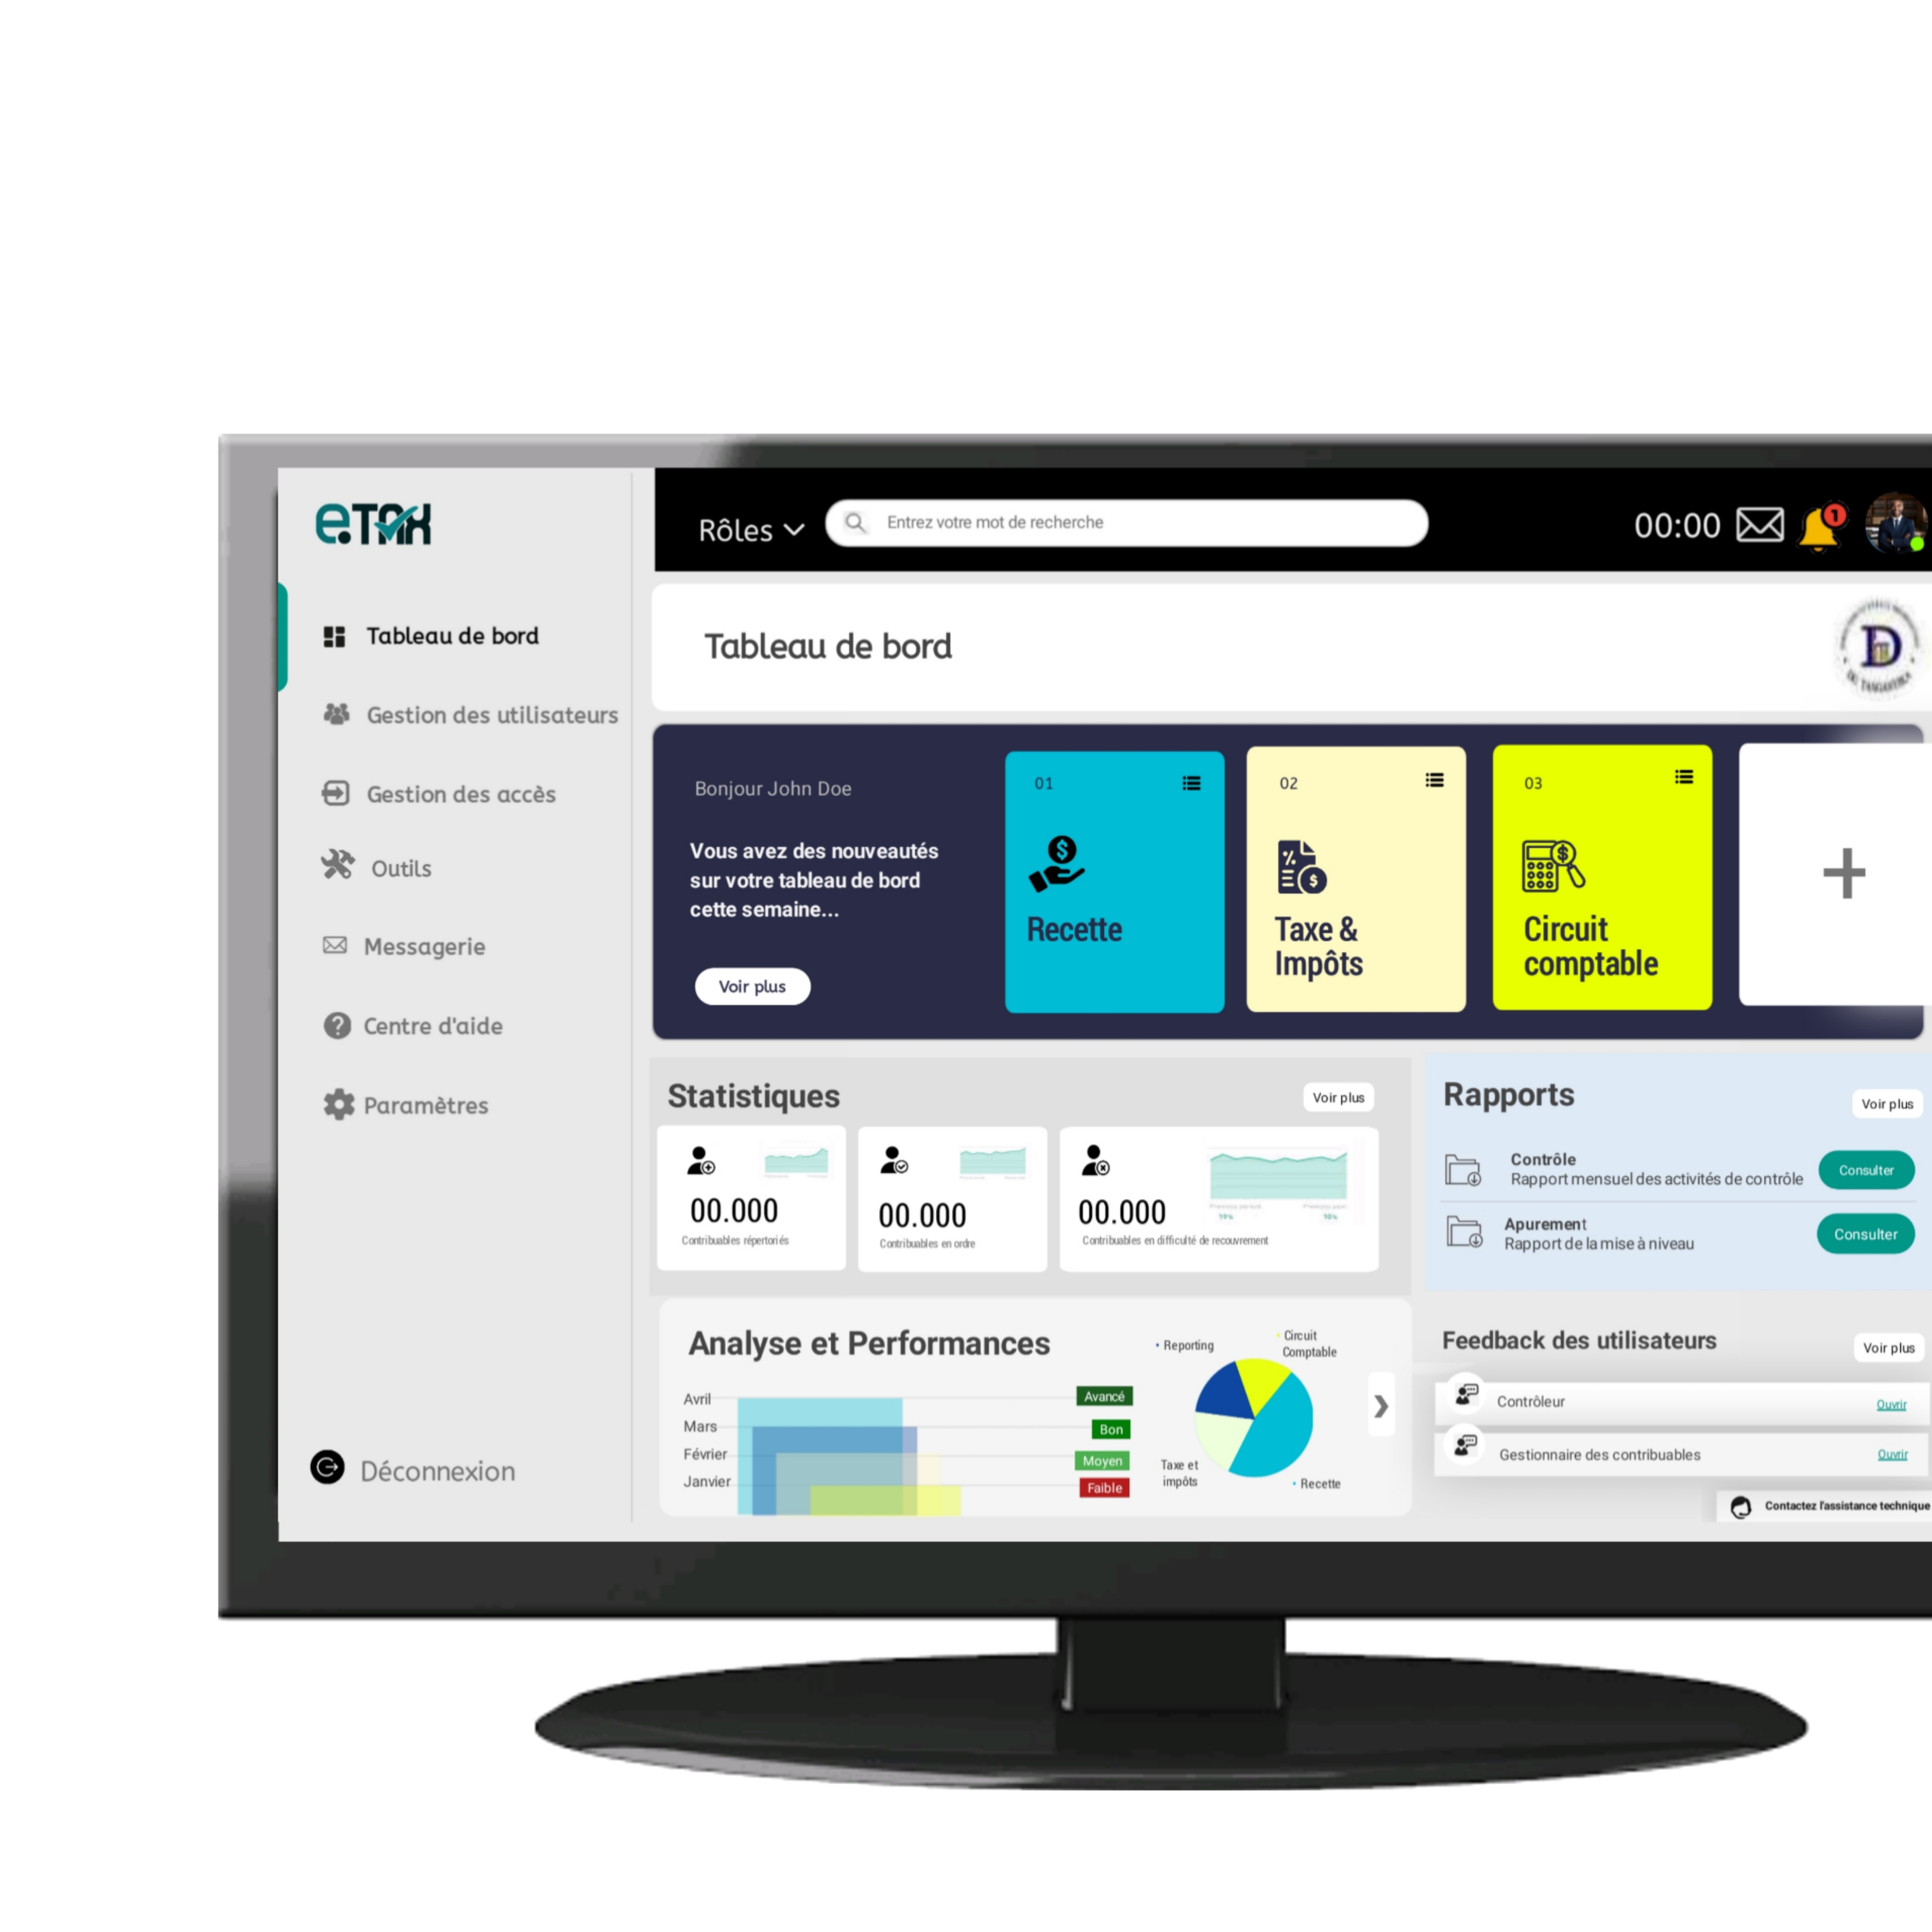 e.TAX
Rôles
Entrez votre mot de recherche
00:00
1
Tableau de bord
Gestion des utilisateurs
Gestion des accès
Outils
Messagerie
Centre d'aide
Paramètres
Déconnexion
Tableau de bord
D
Bonjour John Doe
Vous avez des nouveautés
sur votre tableau de bord
cette semaine...
Voir plus
01
Recette
02
Taxe &
Impôts
03
Circuit
comptable
+
Statistiques
Voir plus
00.000
Contribuables répertoriés
00.000
Contribuables en ordre
00.000
Contribuables en difficulté de recouvrement
Rapports
Voir plus
Contrôle
Rapport mensuel des activités de contrôle
Consulter
Apurement
Rapport de la mise à niveau
Consulter
Analyse et Performances
Avril
Mars
Février
Janvier
Avancé
Bon
Moyen
Faible
Reporting
Circuit
Comptable
Taxe et
impôts
Recette
Feedback des utilisateurs
Voir plus
Contrôleur
Ouvrir
Gestionnaire des contribuables
Ouvrir
Contactez l'assistance technique